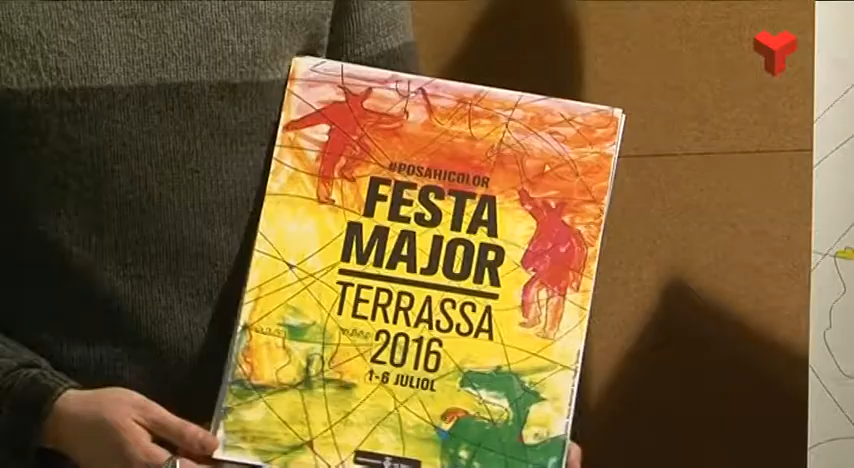 #POSAHICOLOR
FESTA
MAJOR
TERRASSA
2016
1-6 JULIOL